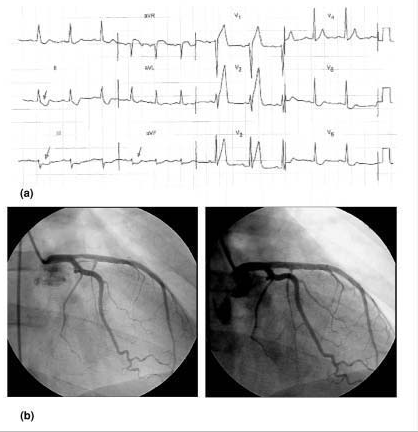 aVR V₁ V₄
II aVL V₂ V₅
III aVF V₃ V₆
(a)
(b)